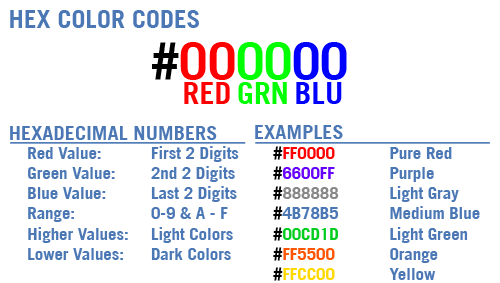 HEX COLOR CODES
#000000
RED GRN BLU
HEXADECIMAL NUMBERS
Red Value: First 2 Digits
Green Value: 2nd 2 Digits
Blue Value: Last 2 Digits
Range: 0-9 & A - F
Higher Values: Light Colors
Lower Values: Dark Colors
EXAMPLES
#FF0000 Pure Red
#6600FF Purple
#888888 Light Gray
#4B78B5 Medium Blue
#00CD1D Light Green
#FF5500 Orange
#FFCC00 Yellow